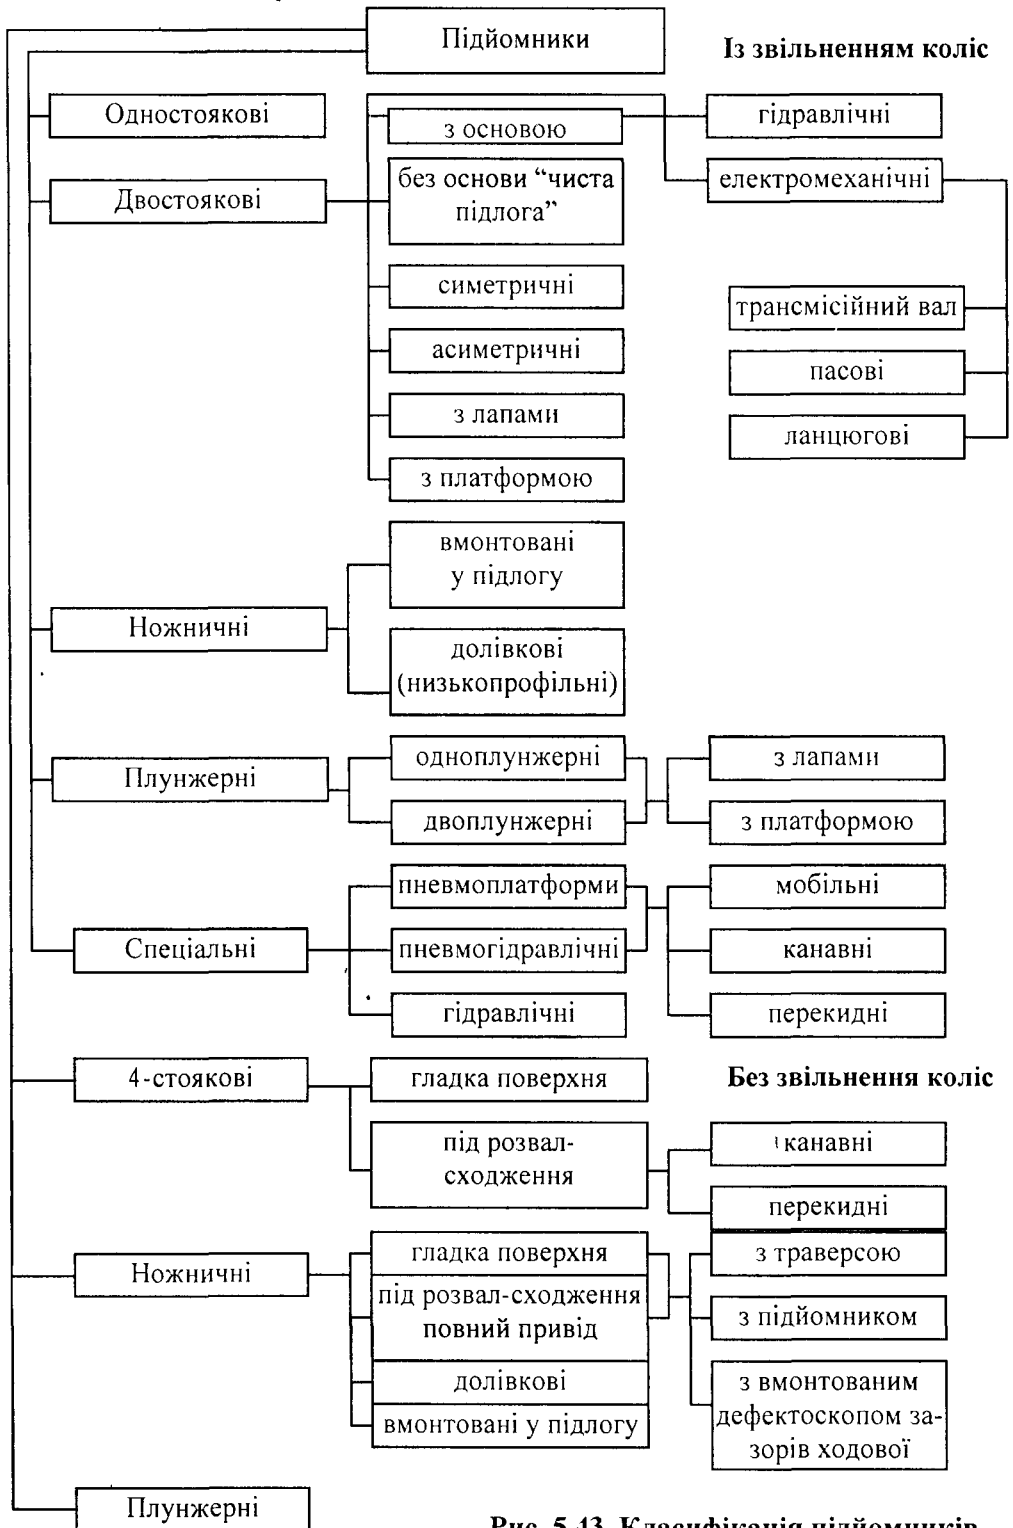 Підйомники
Із звільненням коліс
Одностоякові
з основою
гідравлічні
Двостоякові
без основи “чиста
підлога”
електромеханічні
симетричні
трансмісійний вал
асиметричні
пасові
з лапами
ланцюгові
з платформою
вмонтовані
у підлогу
Ножничні
долівкові
(низькопрофільні)
Плунжерні
одноплунжерні
з лапами
двоплунжерні
з платформою
пневмоплатформи
мобільні
Спеціальні
пневмогідравлічні
канавні
гідравлічні
перекидні
4-стоякові
гладка поверхня
Без звільнення коліс
під розвал-
сходження
канавні
перекидні
Ножничні
гладка поверхня
з траверсою
під розвал-сходження
повний привід
з підйомником
долівкові
вмонтовані у підлогу
з вмонтованим
дефектоскопом за-
зорів ходової
Плунжерні
Рис. 5.43. Класифікація підйомників